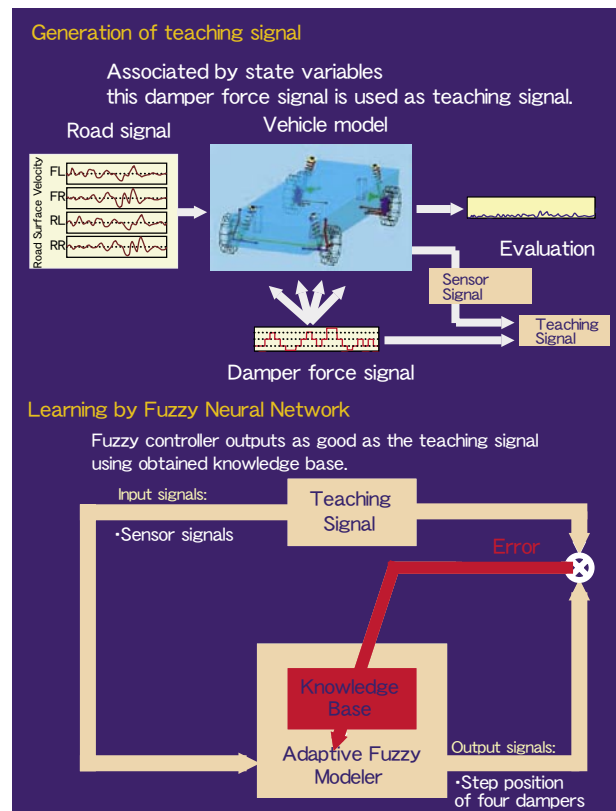 Generation of teaching signal
Associated by state variables
this damper force signal is used as teaching signal.
Road signal
Vehicle model
Road Surface Velocity
FL
FR
RL
RR
Evaluation
Sensor
Signal
Teaching
Signal
Damper force signal
Learning by Fuzzy Neural Network
Fuzzy controller outputs as good as the teaching signal
using obtained knowledge base.
Input signals:
・Sensor signals
Teaching
Signal
Error
Knowledge
Base
Adaptive Fuzzy
Modeler
Output signals:
・Step position
of four dampers